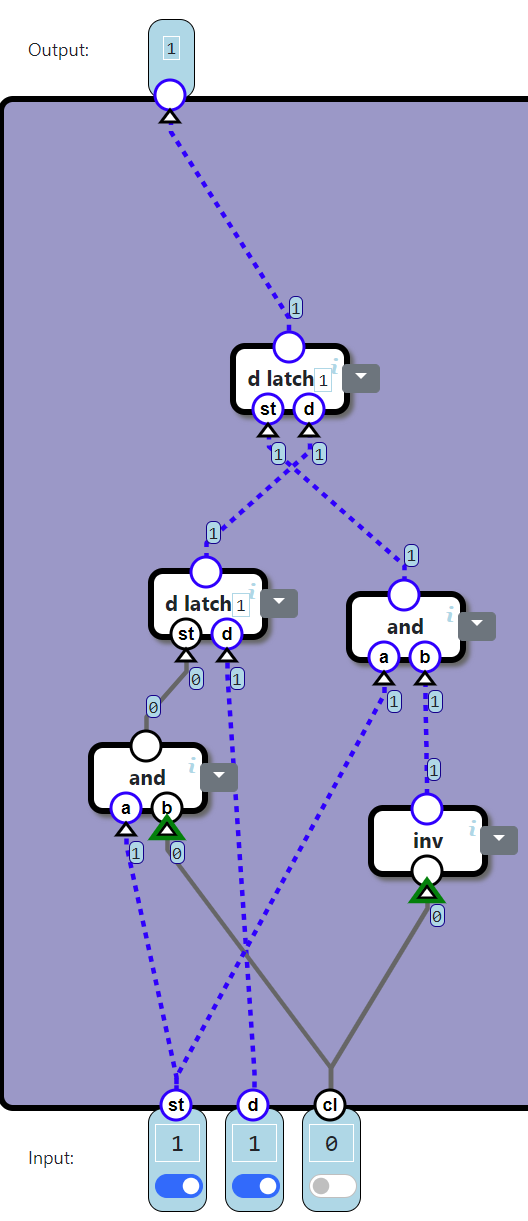 Output:
1
1
i
d latch 1
st d
1 1
1
1
i
d latch 1
i
and
st d
a b
0 1
1 1
0
i
and
1
a b
i
inv
1 0
0
st d cl
1 1 0
Input: